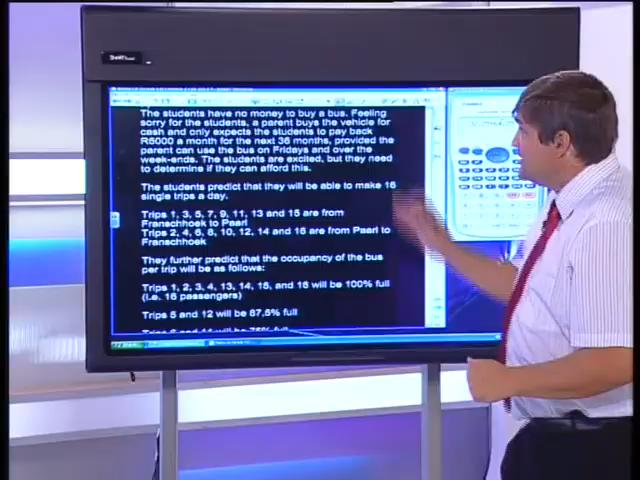 The students have no money to buy a bus. Feeling
sorry for the students, a parent buys the vehicle for
cash and only expects the students to pay back
R5000 a month for the next 36 months, provided the
parent can use the bus on Fridays and over the
week-ends. The students are excited, but they need
to determine if they can afford this.
The students predict that they will be able to make 16
single trips a day.
Trips 1, 3, 5, 7, 9, 11, 13 and 15 are from
Franschhoek to Paarl
Trips 2, 4, 6, 8, 10, 12, 14 and 16 are from Paarl to
Franschhoek
They further predict that the occupancy of the bus
per trip will be as follows:
Trips 1, 2, 3, 4, 13, 14, 15, and 16 will be 100% full
(i.e. 16 passengers)
Trips 5 and 12 will be 87,5% full